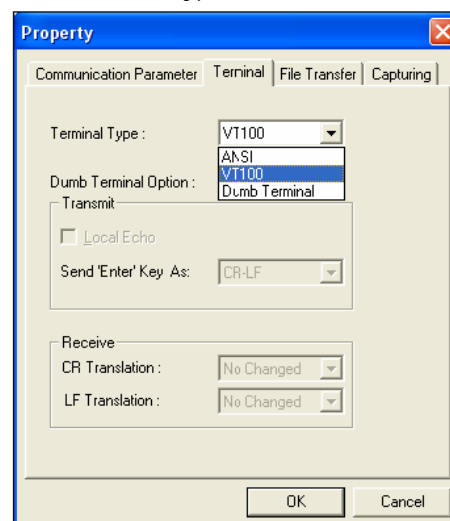 Property
Communication Parameter Terminal File Transfer Capturing
Terminal Type : VT100
ANSI
VT100
Dumb Terminal
Dumb Terminal Option :
Transmit
Local Echo
Send 'Enter' Key As: CR-LF
Receive
CR Translation : No Changed
LF Translation : No Changed
OK Cancel